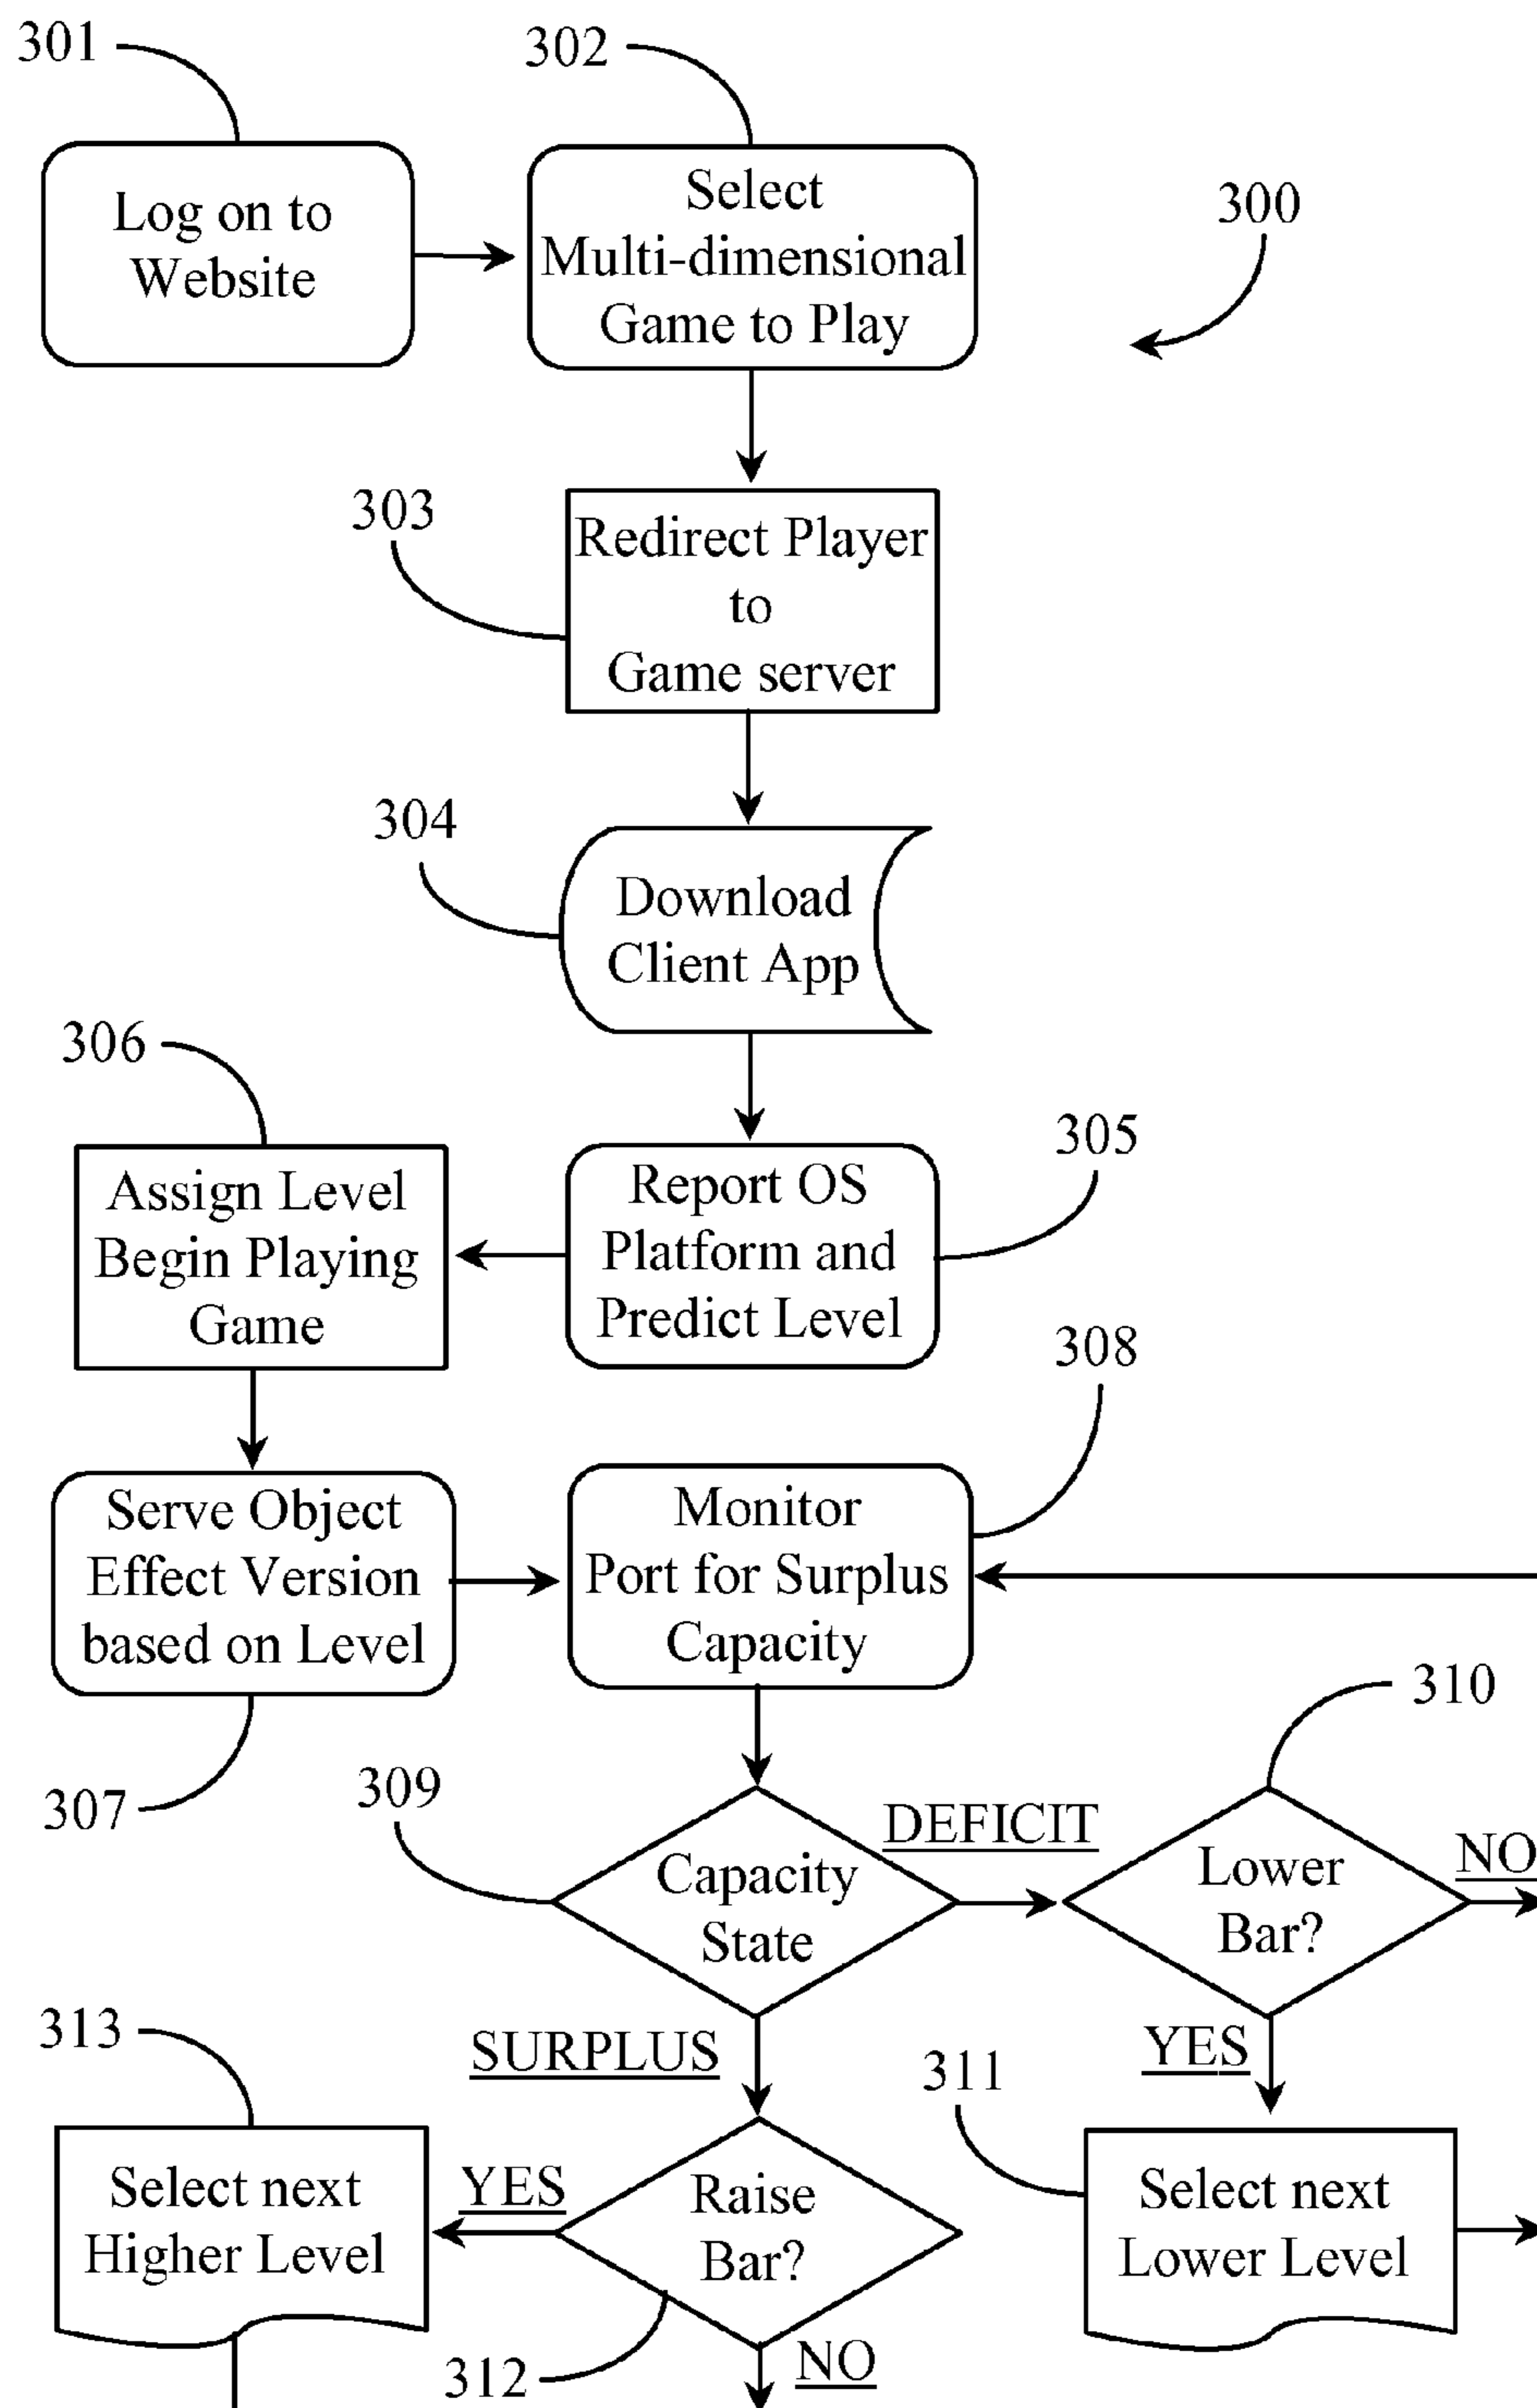 301
302
Log on to
Website
Select
Multi-dimensional
Game to Play
300
303
Redirect Player
to
Game server
304
Download
Client App
306
305
Assign Level
Begin Playing
Game
Report OS
Platform and
Predict Level
308
Serve Object
Effect Version
based on Level
Monitor
Port for Surplus
Capacity
310
307
309
DEFICIT
Capacity
State
Lower
Bar?
NO
313
SURPLUS
YES
311
Select next
Higher Level
YES
Raise
Bar?
Select next
Lower Level
312
NO